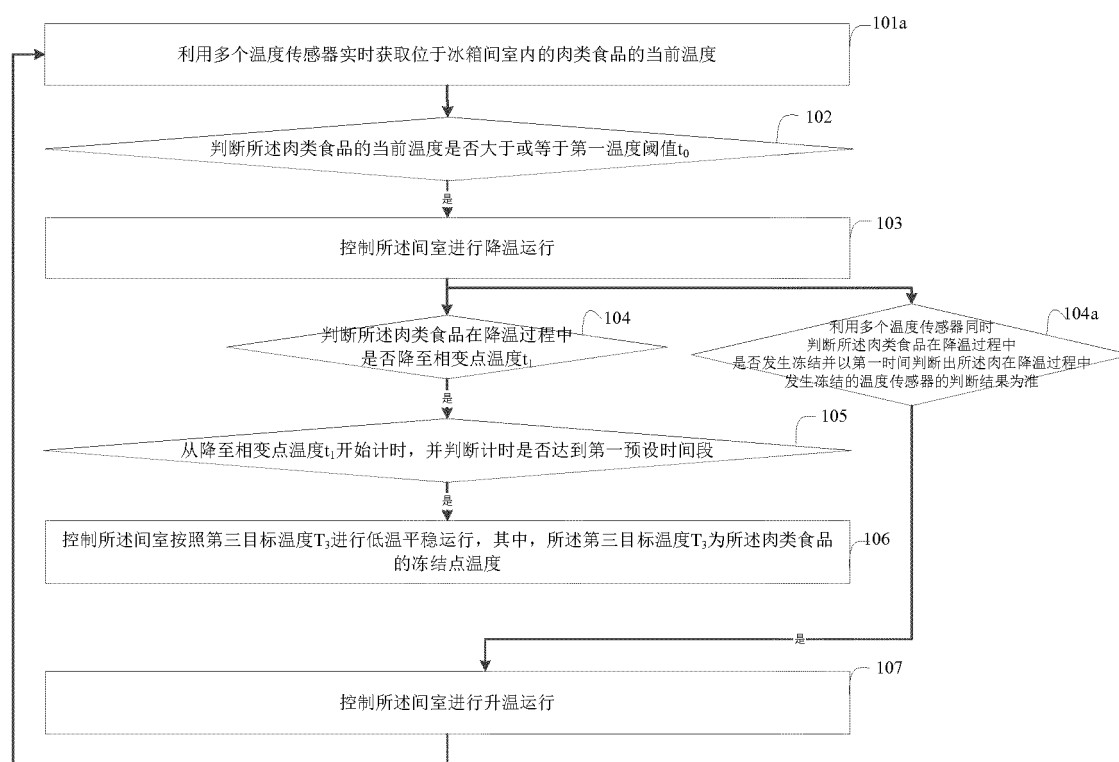 101a
利用多个温度传感器实时获取位于冰箱间室内的肉类食品的当前温度
102
判断所述肉类食品的当前温度是否大于或等于第一温度阈值t₀
是
103
控制所述间室进行降温运行
104
判断所述肉类食品在降温过程中
是否降至相变点温度t₁
104a
利用多个温度传感器同时
判断所述肉类食品在降温过程中
是否发生冻结并以第一时间判断出所述肉在降温过程中
发生冻结的温度传感器的判断结果为准
是
105
从降至相变点温度t₁开始计时，并判断计时是否达到第一预设时间段
是
控制所述间室按照第三目标温度T₃进行低温平稳运行，其中，所述第三目标温度T₃为所述肉类食品
的冻结点温度
106
是
107
控制所述间室进行升温运行